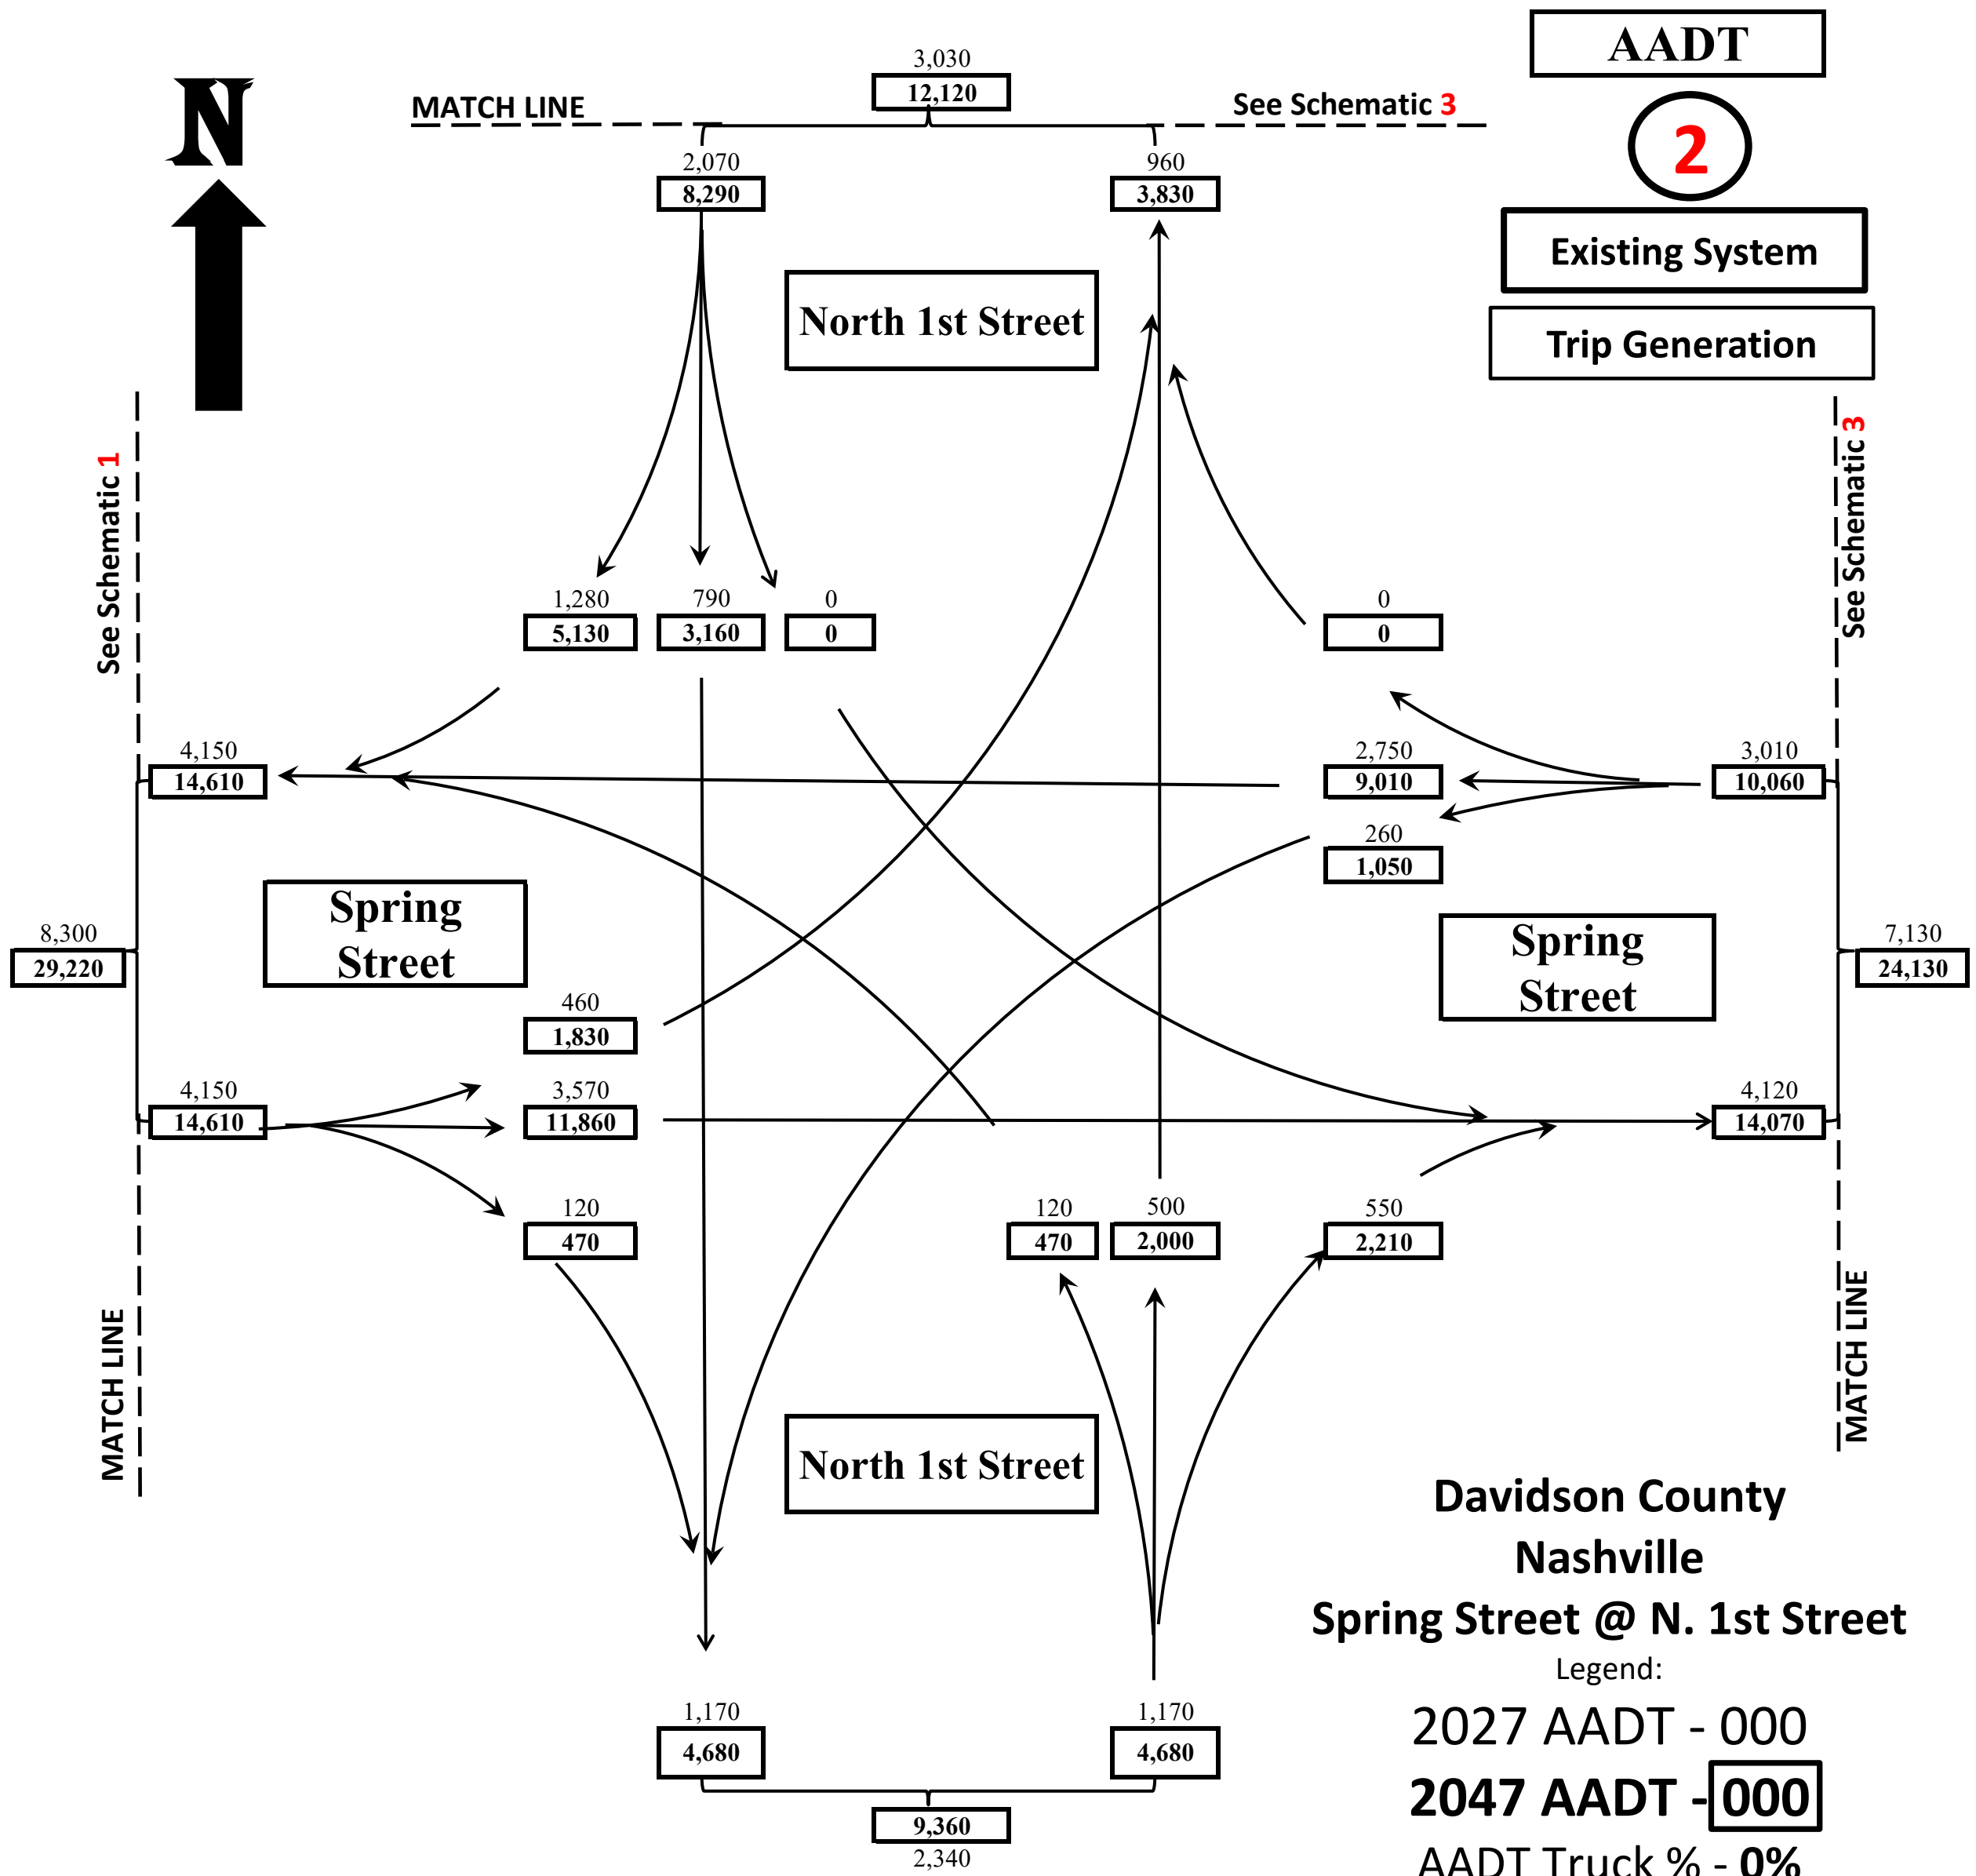 AADT
3,030
12,120
N
MATCH LINE
See Schematic 3
2
2,070
8,290
960
3,830
Existing System
North 1st Street
Trip Generation
See Schematic 1
See Schematic 3
1,280
5,130
790
3,160
0
0
0
0
4,150
14,610
2,750
9,010
3,010
10,060
260
1,050
Spring
Street
Spring
Street
8,300
29,220
7,130
24,130
460
1,830
4,150
14,610
3,570
11,860
4,120
14,070
120
470
120
470
500
2,000
550
2,210
MATCH LINE
MATCH LINE
North 1st Street
Davidson County
Nashville
Spring Street @ N. 1st Street
Legend:
1,170
4,680
1,170
4,680
2027 AADT - 000
2047 AADT - 000
9,360
2,340
AADT Truck % - 0%